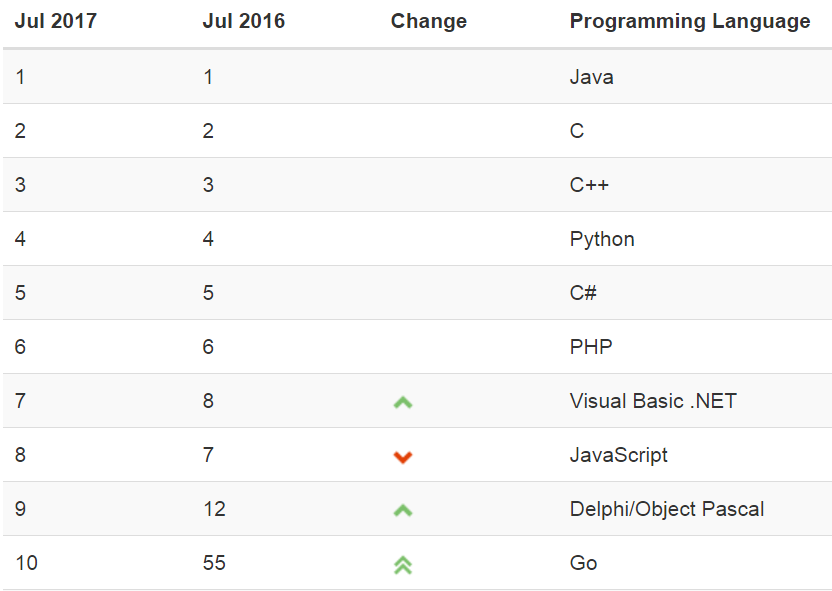 Jul 2017 Jul 2016 Change Programming Language
1 1 Java
2 2 C
3 3 C++
4 4 Python
5 5 C#
6 6 PHP
7 8 Visual Basic .NET
8 7 JavaScript
9 12 Delphi/Object Pascal
10 55 Go